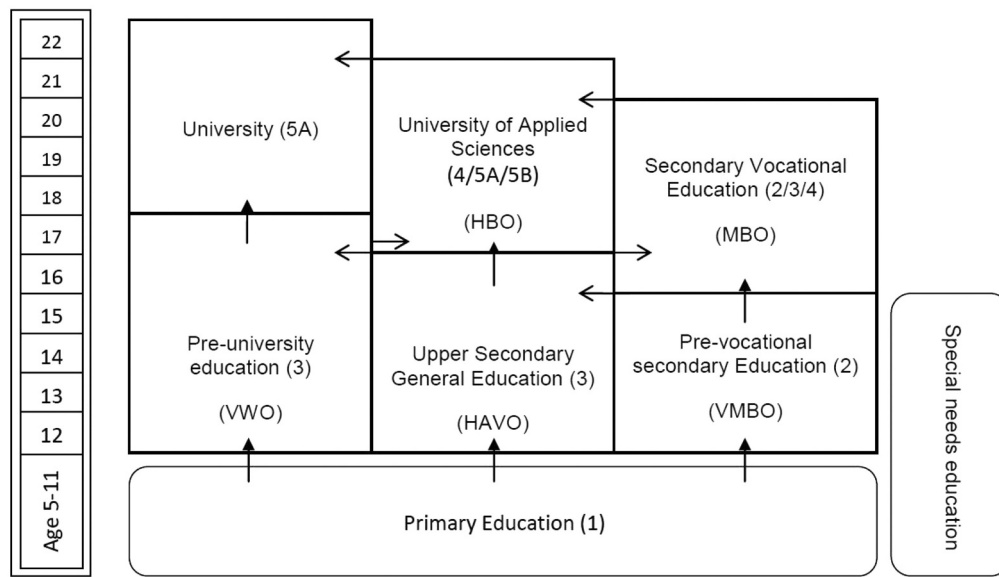 22
21
20
19
18
17
16
15
14
13
12
Age 5-11
University (5A)
University of Applied
Sciences
(4/5A/5B)
(HBO)
Secondary Vocational
Education (2/3/4)
(MBO)
Pre-university
education (3)
(VWO)
Upper Secondary
General Education (3)
(HAVO)
Pre-vocational
secondary Education (2)
(VMBO)
Primary Education (1)
Special needs education